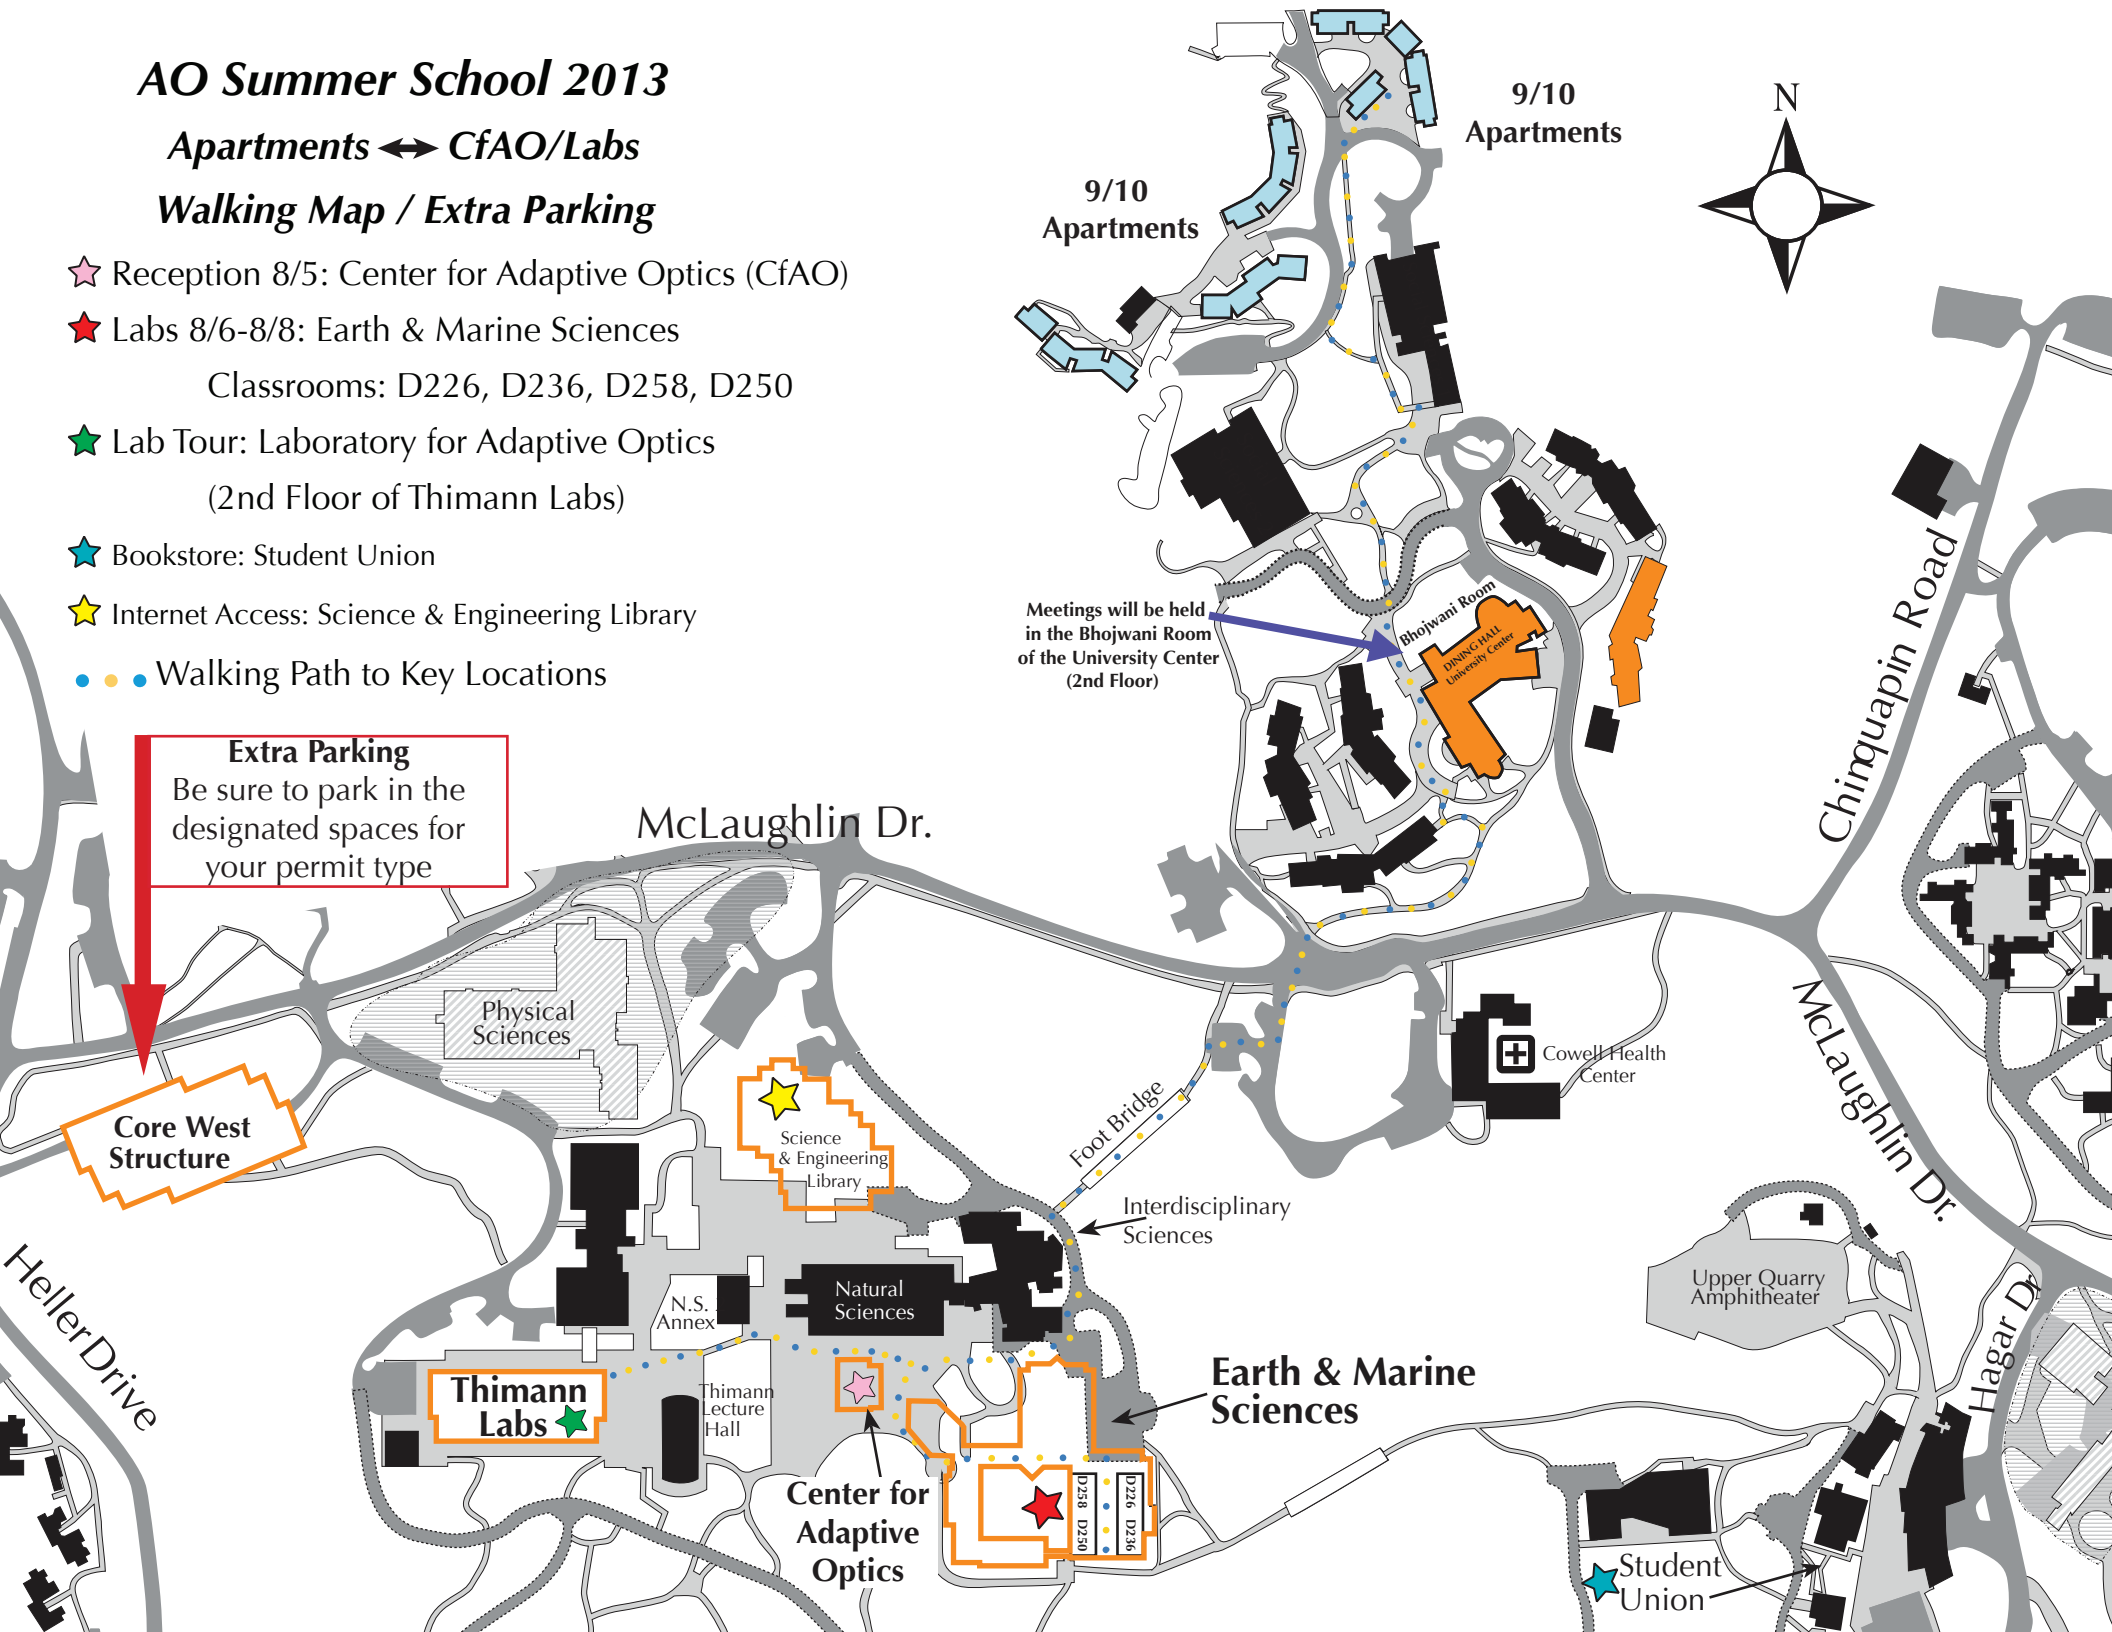 AO Summer School 2013
Apartments ↔ CfAO/Labs
Walking Map / Extra Parking
Reception 8/5: Center for Adaptive Optics (CfAO)
Labs 8/6-8/8: Earth & Marine Sciences
Classrooms: D226, D236, D258, D250
Lab Tour: Laboratory for Adaptive Optics
(2nd Floor of Thimann Labs)
Bookstore: Student Union
Internet Access: Science & Engineering Library
Walking Path to Key Locations
Extra Parking
Be sure to park in the
designated spaces for
your permit type
9/10
Apartments
9/10
Apartments
N
Meetings will be held
in the Bhojwani Room
of the University Center
(2nd Floor)
Bhojwani Room
DINING HALL
University Center
Chinquapin Road
McLaughlin Dr.
Physical
Sciences
Core West
Structure
Science
& Engineering
Library
Foot Bridge
Cowell Health
Center
McLaughlin Dr.
Interdisciplinary
Sciences
Heller Drive
N.S.
Annex
Natural
Sciences
Upper Quarry
Amphitheater
Hagar Dr
Thimann
Labs
Thimann
Lecture
Hall
Earth & Marine
Sciences
Center for
Adaptive
Optics
D258 D250
D226 D236
Student
Union